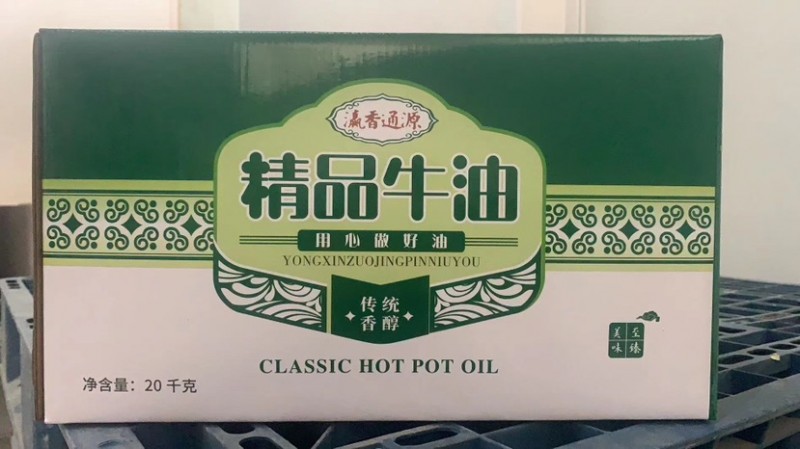 瀛香通源
精品牛油
用心做好油
YONGXINZUOJINGPINNIUYOU
传统
香醇
CLASSIC HOT POT OIL
净含量：20 千克
至臻
美味